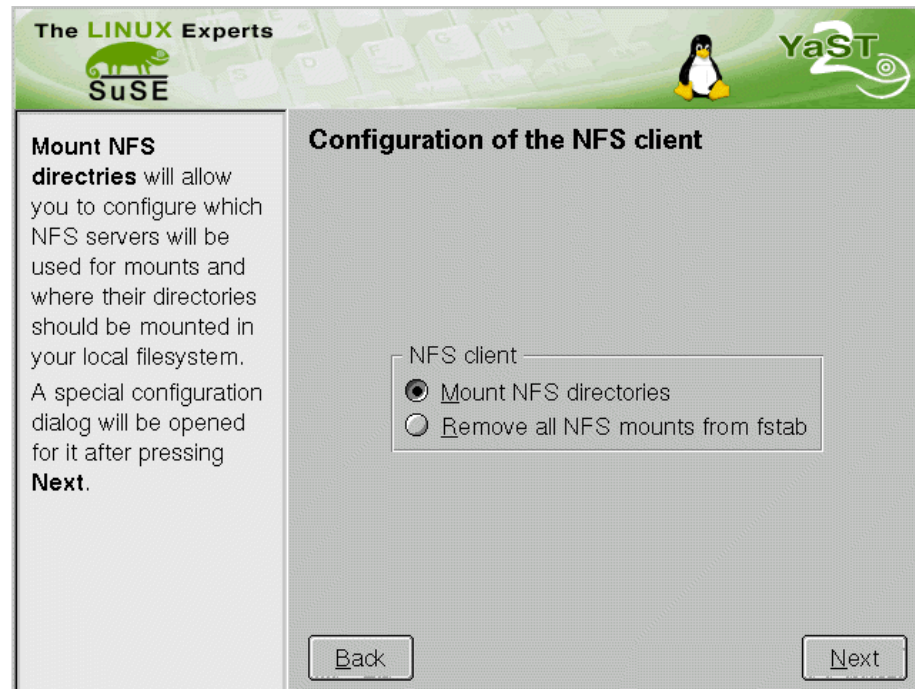 The LINUX Experts
SuSE
YaST
2
Mount NFS
directries will allow
you to configure which
NFS servers will be
used for mounts and
where their directories
should be mounted in
your local filesystem.
A special configuration
dialog will be opened
for it after pressing
Next.
Configuration of the NFS client
NFS client
Mount NFS directories
Remove all NFS mounts from fstab
Back
Next